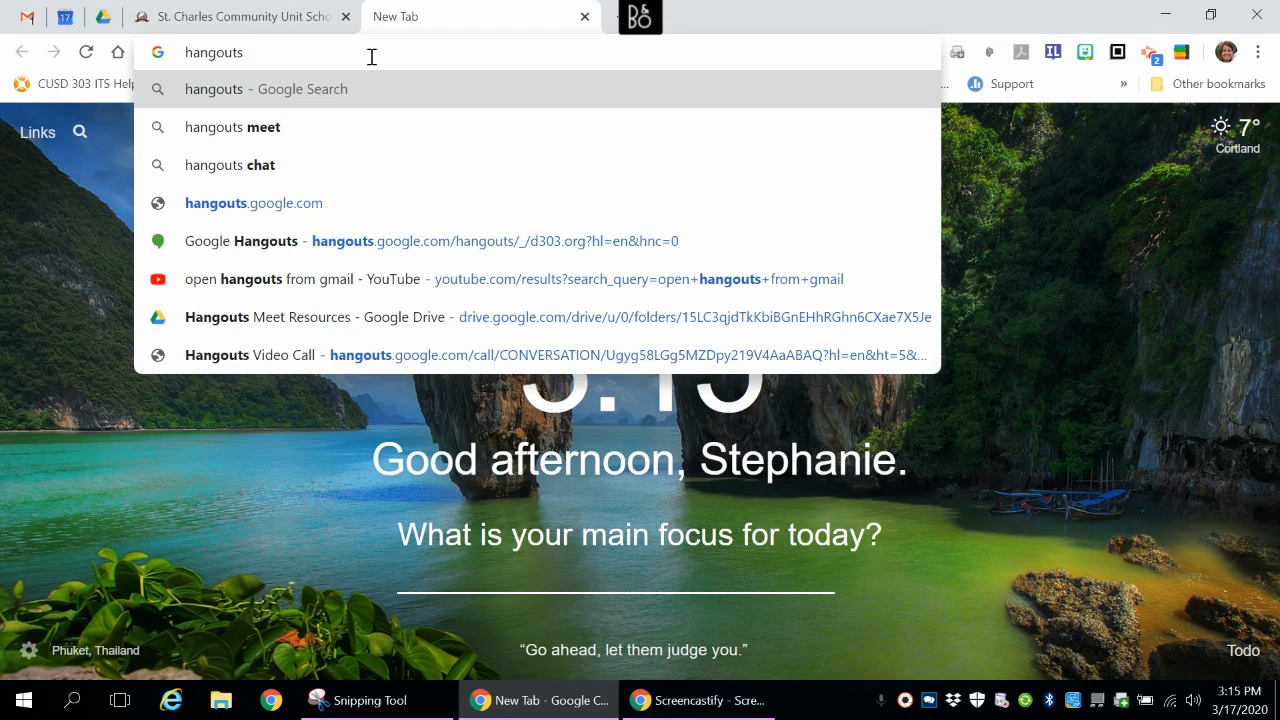 17
St. Charles Community Unit Scho
New Tab
B&O
hangouts
2
CUSD 303 ITS Help
Support
»
Other bookmarks
hangouts - Google Search
hangouts meet
hangouts chat
hangouts.google.com
Google Hangouts - hangouts.google.com/hangouts/_/d303.org?hl=en&hnc=0
open hangouts from gmail - YouTube - youtube.com/results?search_query=open+hangouts+from+gmail
Hangouts Meet Resources - Google Drive - drive.google.com/drive/u/0/folders/15LC3qjdTkKbiBGnEHhRGhn6CXae7X5Je
Hangouts Video Call - hangouts.google.com/call/CONVERSATION/Ugyg58LGg5MZDpy219V4AaABAQ?hl=en&ht=5&...
Links
7°
Cortland
3:15
Good afternoon, Stephanie.
What is your main focus for today?
Phuket, Thailand
“Go ahead, let them judge you.”
Todo
Snipping Tool
New Tab - Google C...
Screencastify - Scre...
3:15 PM
3/17/2020